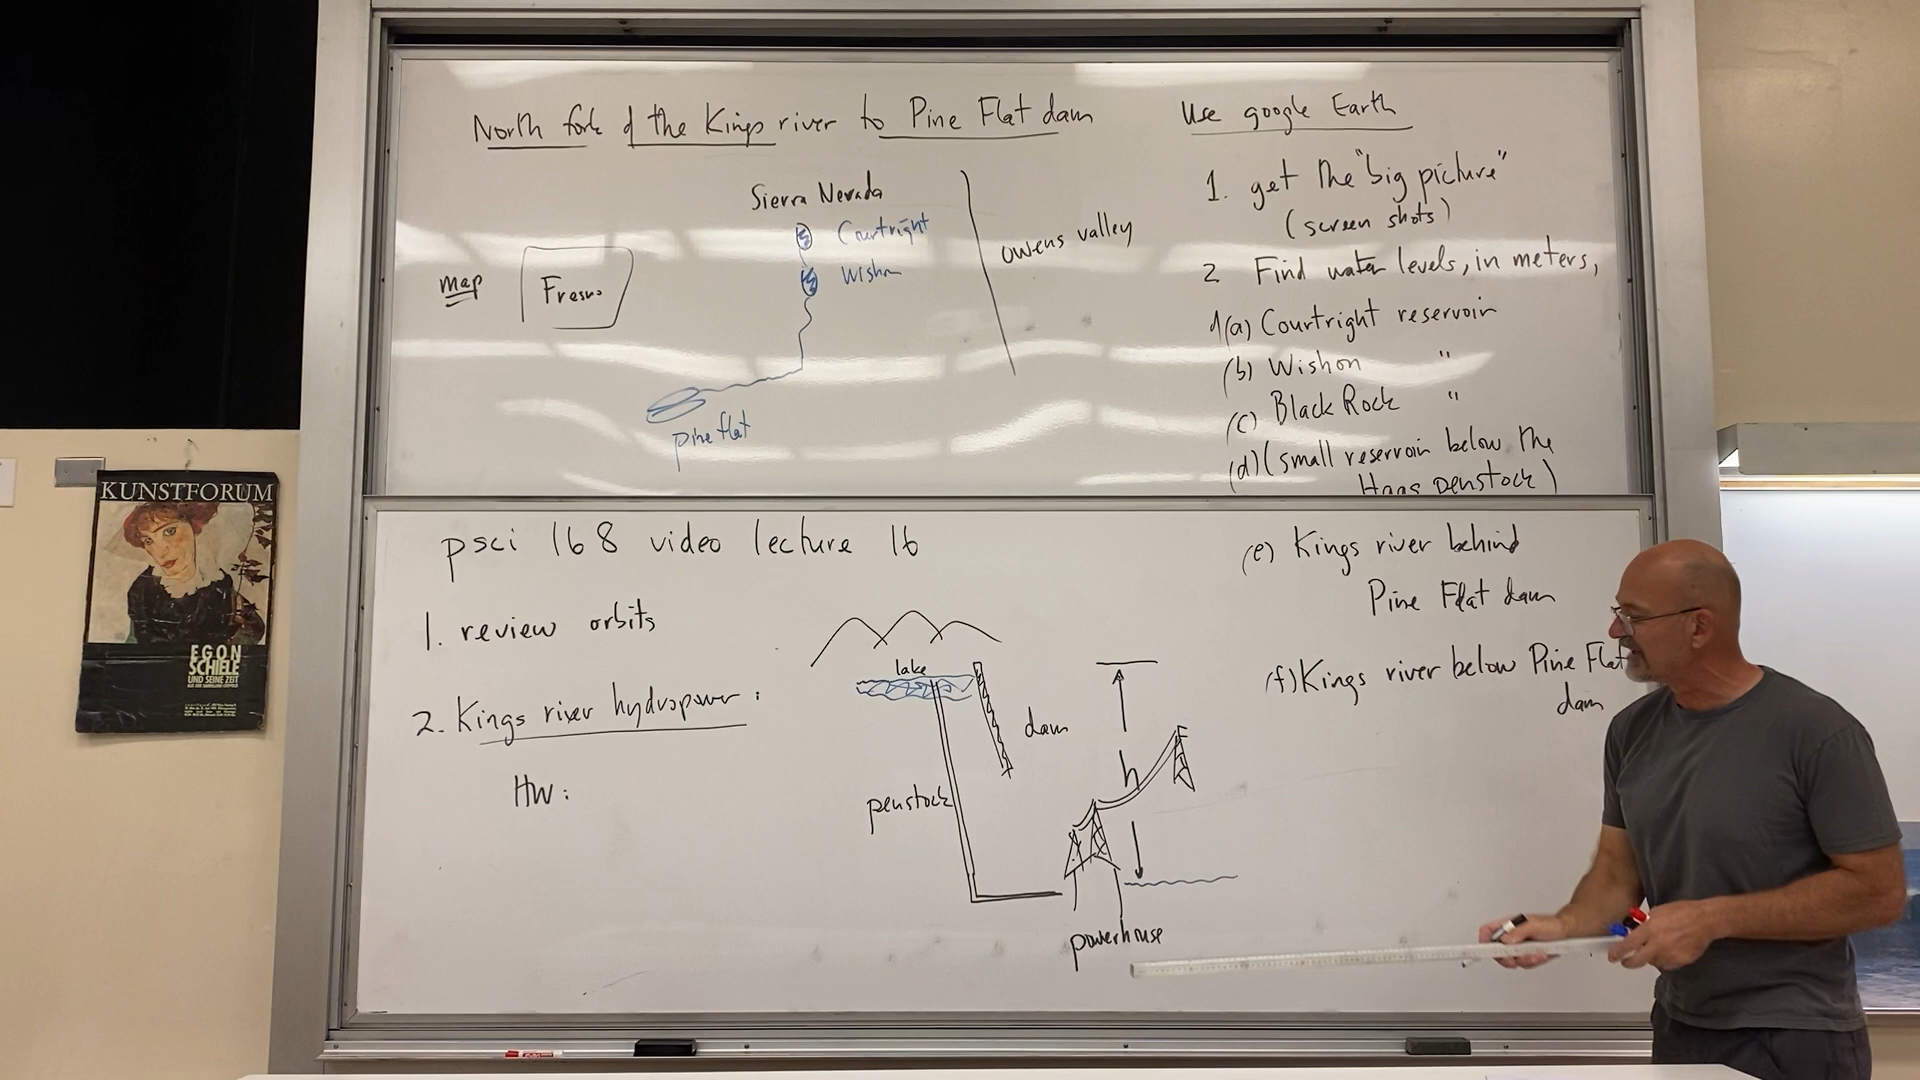 North fork of the Kings river to Pine Flat dam
Sierra Nevada
Courtright
Wishon
Owens valley
map
Fresno
pine flat
Use google Earth
1. get the "big picture"
(screen shots)
2 Find water levels, in meters,
of (a) Courtright reservoir
(b) Wishon "
(c) Black Rock "
(d) (small reservoir below the
Haas penstock)
psci 168 video lecture 16
1. review orbits
2. Kings river hydropower:
HW:
lake
dam
penstock
h
powerhouse
(e) Kings river behind
Pine Flat dam
(f) Kings river below Pine Flat
dam
KUNSTFORUM
EGON
SCHIELE
UND SEINE ZEIT